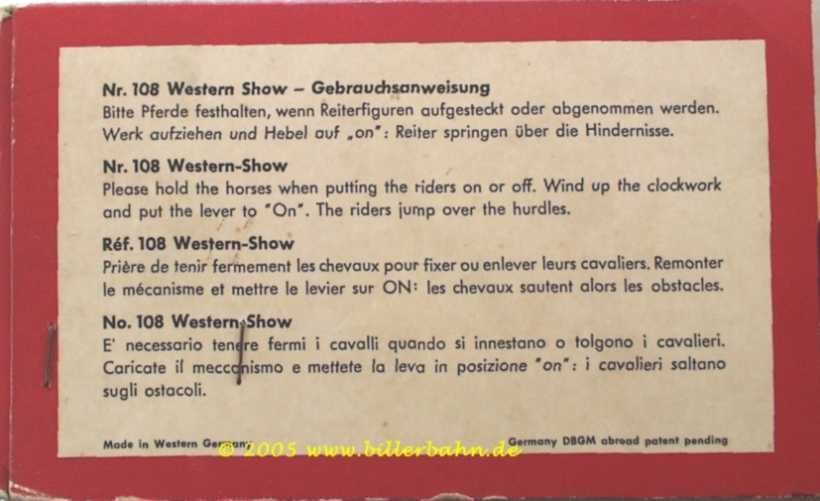 Nr. 108 Western Show – Gebrauchsanweisung
Bitte Pferde festhalten, wenn Reiterfiguren aufgesteckt oder abgenommen werden.
Werk aufziehen und Hebel auf „on": Reiter springen über die Hindernisse.
Nr. 108 Western-Show
Please hold the horses when putting the riders on or off. Wind up the clockwork
and put the lever to "On". The riders jump over the hurdles.
Réf. 108 Western-Show
Prière de tenir fermement les chevaux pour fixer ou enlever leurs cavaliers. Remonter
le mécanisme et mettre le levier sur ON: les chevaux sautent alors les obstacles.
No. 108 Western-Show
E' necessario tenere fermi i cavalli quando si innestano o tolgono i cavalieri.
Caricate il meccanismo e mettete la leva in posizione "on": i cavalieri saltano
sugli ostacoli.
Made in Western Germany Germany DBGM abroad patent pending
© 2005 www.billerbahn.de